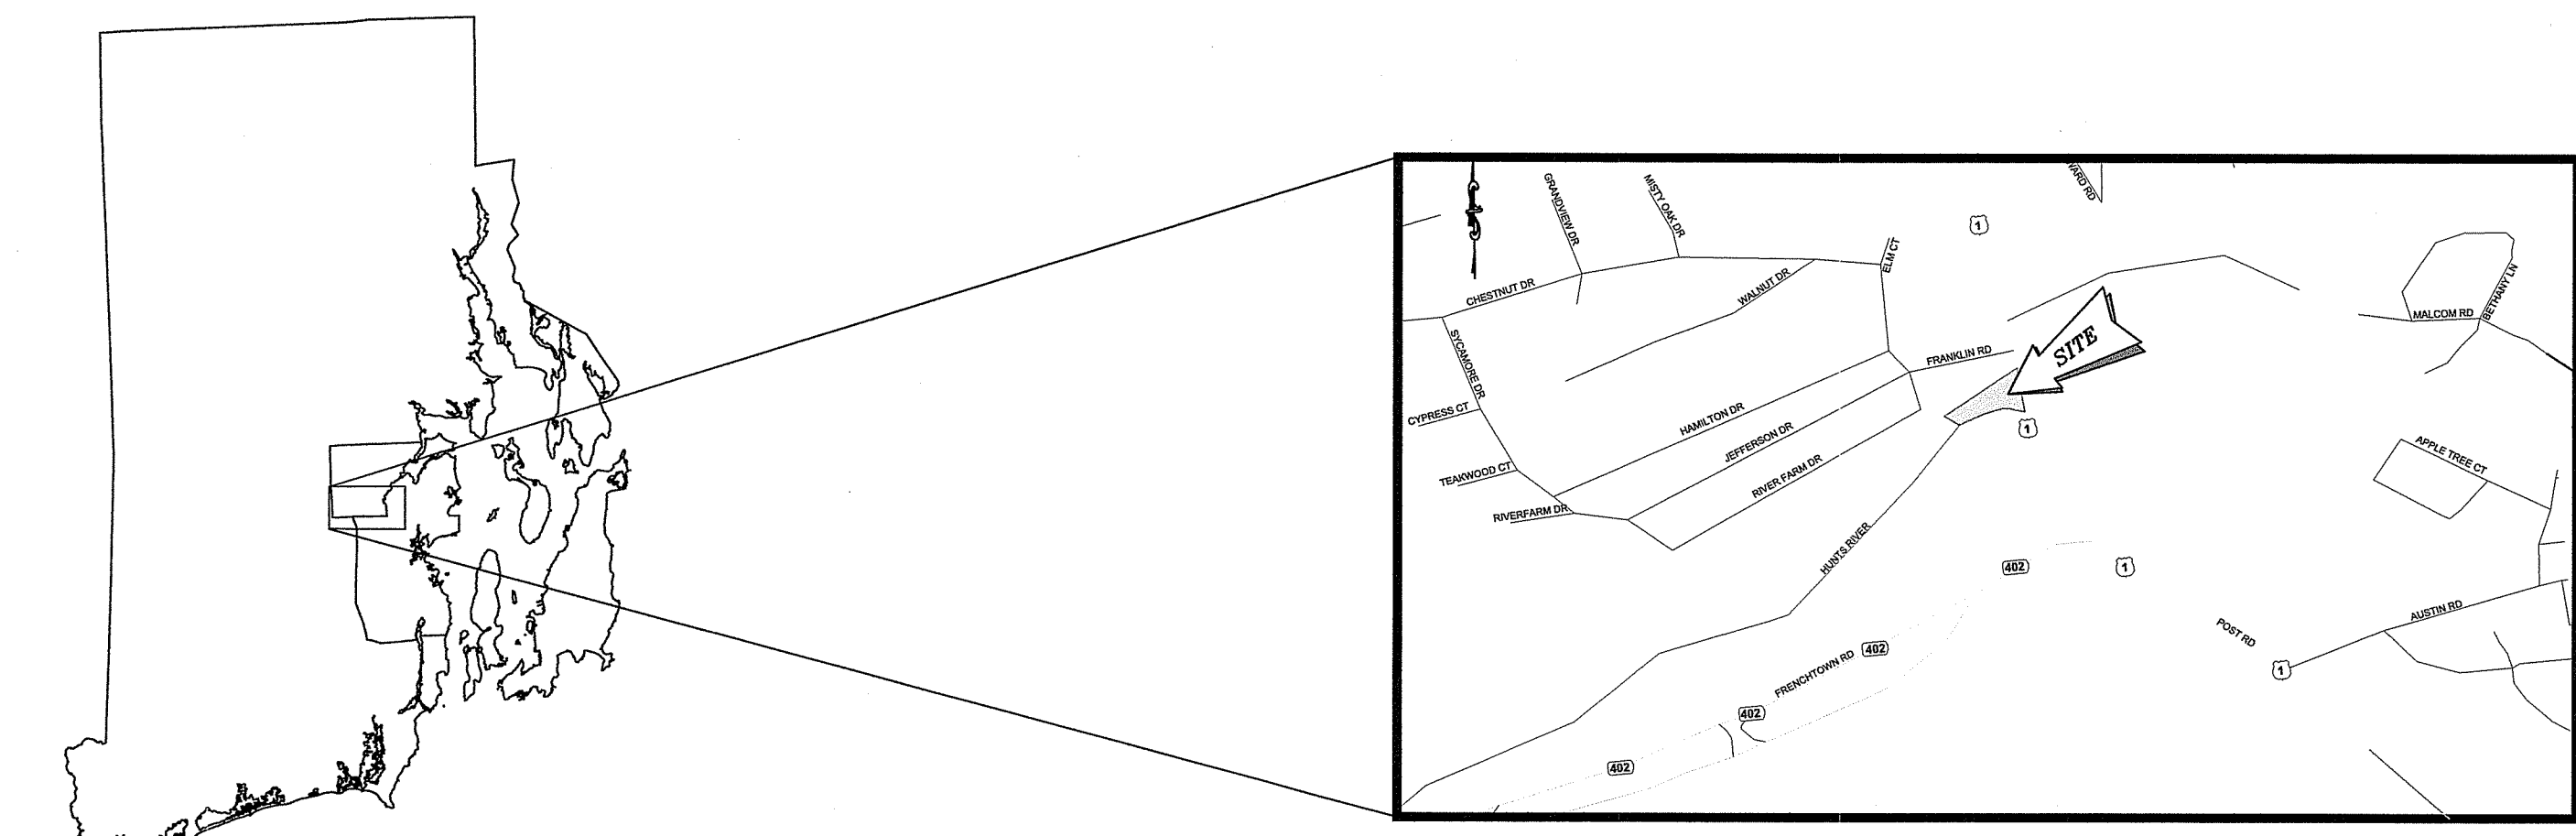 GRANDVIEW DR
MISTY OAK DR
WARD RD
1
ELM CT
CHESTNUT DR
WALNUT DR
BETHANY LN
MALCOM RD
SYCAMORE DR
FRANKLIN RD
SITE
CYPRESS CT
HAMILTON DR
JEFFERSON DR
1
APPLE TREE CT
TEAKWOOD CT
RIVER FARM DR
RIVERFARM DR
HUNTS RIVER
402
1
AUSTIN RD
POST RD
402
1
FRENCHTOWN RD
402
402